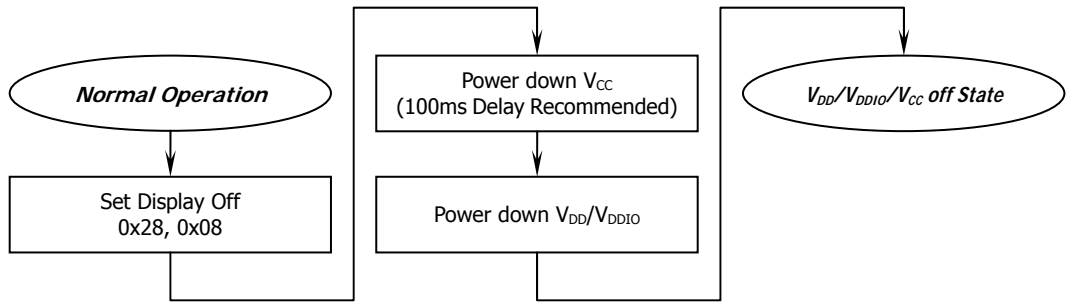 Normal Operation
Set Display Off
0x28, 0x08
Power down VCC
(100ms Delay Recommended)
Power down VDD/VDDIO
VDD/VDDIO/VCC off State